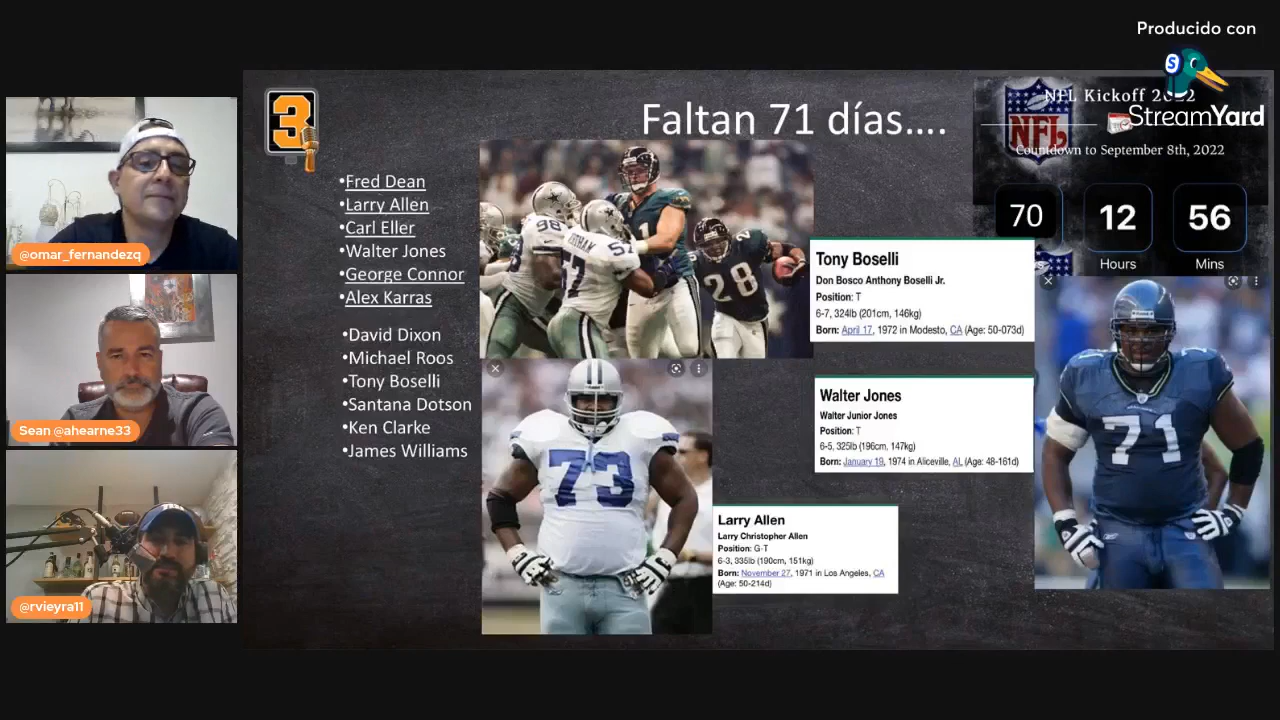 Producido con
StreamYard
NFL Kickoff 2022
Countdown to September 8th, 2022
70
12
56
Hours
Mins
3
Faltan 71 días....
•Fred Dean
•Larry Allen
•Carl Eller
•Walter Jones
•George Connor
•Alex Karras
•David Dixon
•Michael Roos
•Tony Boselli
•Santana Dotson
•Ken Clarke
•James Williams
98
28
Tony Boselli
Don Bosco Anthony Boselli Jr.
Position: T
6-7, 324lb (201cm, 146kg)
Born: April 17, 1972 in Modesto, CA (Age: 50-073d)
Walter Jones
Walter Junior Jones
Position: T
6-5, 325lb (196cm, 147kg)
Born: January 19, 1974 in Aliceville, AL (Age: 48-161d)
Larry Allen
Larry Christopher Allen
Position: G-T
6-3, 335lb (190cm, 151kg)
Born: November 27, 1971 in Los Angeles, CA
(Age: 50-214d)
73
71
NFL
@omar_fernandezq
Sean @ahearne33
@rvieyra11